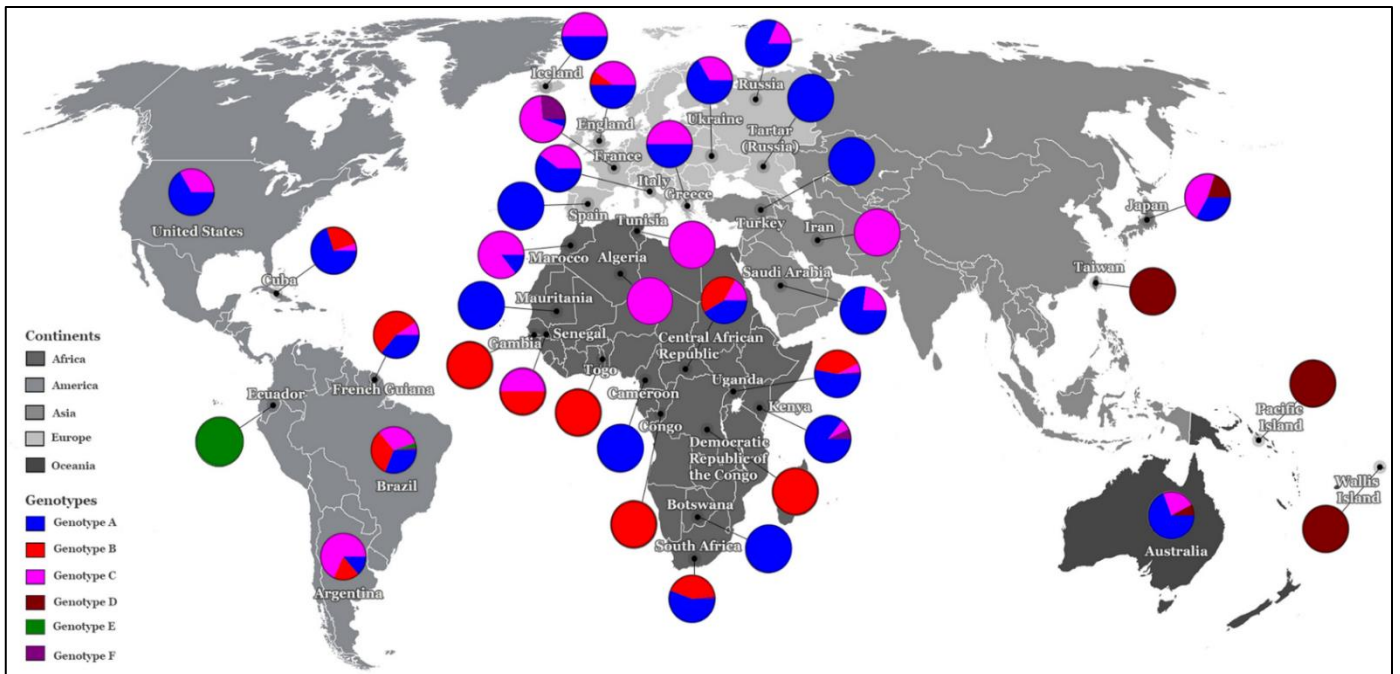 Iceland
Russia
England
Ukraine
Tartar
(Russia)
France
Italy
Greece
Spain
Tunisia
Turkey
Iran
Japan
United States
Marocco
Algeria
Saudi Arabia
Taiwan
Cuba
Mauritania
Gambia
Senegal
Central African
Republic
Togo
Uganda
Cameroon
Kenya
Congo
Democratic
Republic of
the Congo
French Guiana
Ecuador
Pacific
Island
Brazil
Wallis
Island
Botswana
South Africa
Australia
Argentina
Continents
Africa
America
Asia
Europe
Oceania
Genotypes
Genotype A
Genotype B
Genotype C
Genotype D
Genotype E
Genotype F